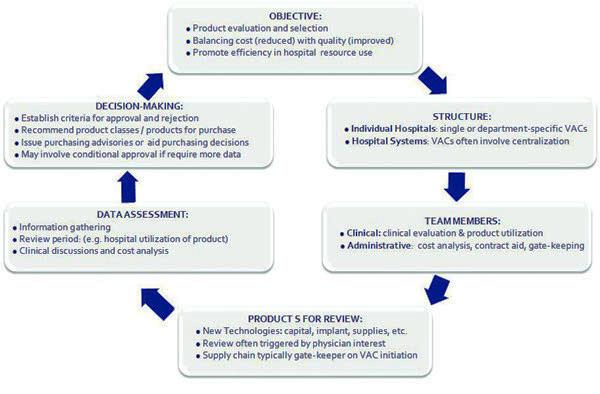 OBJECTIVE:
● Product evaluation and selection
● Balancing cost (reduced) with quality (improved)
● Promote efficiency in hospital resource use
STRUCTURE:
● Individual Hospitals: single or department-specific VACs
● Hospital Systems: VACs often involve centralization
TEAM MEMBERS:
● Clinical: clinical evaluation & product utilization
● Administrative: cost analysis, contract aid, gate-keeping
PRODUCT S FOR REVIEW:
● New Technologies: capital, implant, supplies, etc.
● Review often triggered by physician interest
● Supply chain typically gate-keeper on VAC initiation
DATA ASSESSMENT:
● Information gathering
● Review period: (e.g. hospital utilization of product)
● Clinical discussions and cost analysis
DECISION-MAKING:
● Establish criteria for approval and rejection
● Recommend product classes / products for purchase
● Issue purchasing advisories or aid purchasing decisions
● May involve conditional approval if require more data